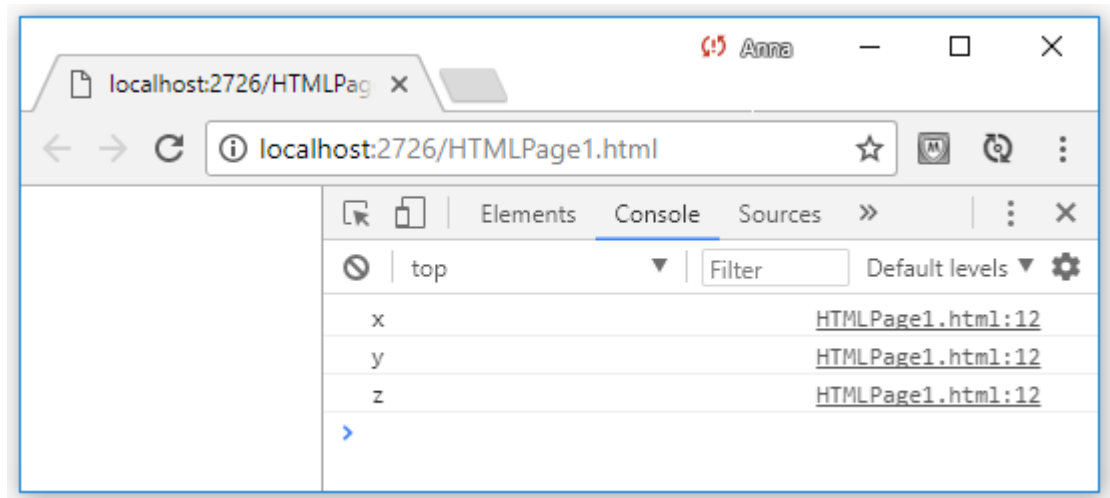 Anna
localhost:2726/HTMLPag
localhost:2726/HTMLPage1.html
Elements Console Sources »
top Filter Default levels
x HTMLPage1.html:12
y HTMLPage1.html:12
z HTMLPage1.html:12
>